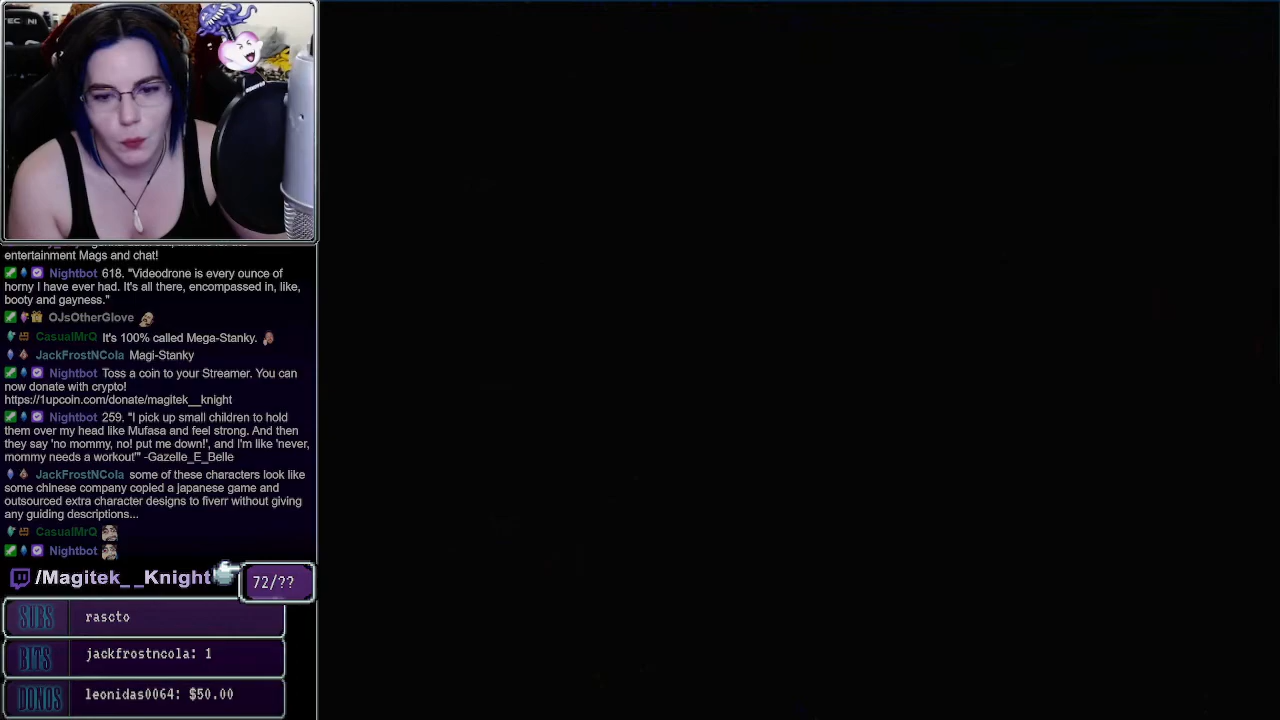 entertainment Mags and chat!
Nightbot 618. "Videodrone is every ounce of
horny I have ever had. It's all there, encompassed in, like,
booty and gayness."
OJsOtherGlove
CasualMrQ It's 100% called Mega-Stanky.
JackFrostNCola Magi-Stanky
Nightbot Toss a coin to your Streamer. You can
now donate with crypto!
https://1upcoin.com/donate/magitek__knight
Nightbot 259. "I pick up small children to hold
them over my head like Mufasa and feel strong. And then
they say 'no mommy, no! put me down!', and I'm like 'never,
mommy needs a workout'" -Gazelle_E_Belle
JackFrostNCola some of these characters look like
some chinese company copied a japanese game and
outsourced extra character designs to fiverr without giving
any guiding descriptions...
CasualMrQ
Nightbot
/Magitek__Knight
72/??
SUBS rascto
BITS jackfrostncola: 1
DONOS leonidas0064: $50.00